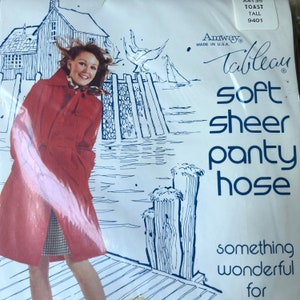 TOAST
TALL
9401
Amway®
MADE IN U.S.A.
Tableau®
soft
sheer
panty
hose
something
wonderful
for